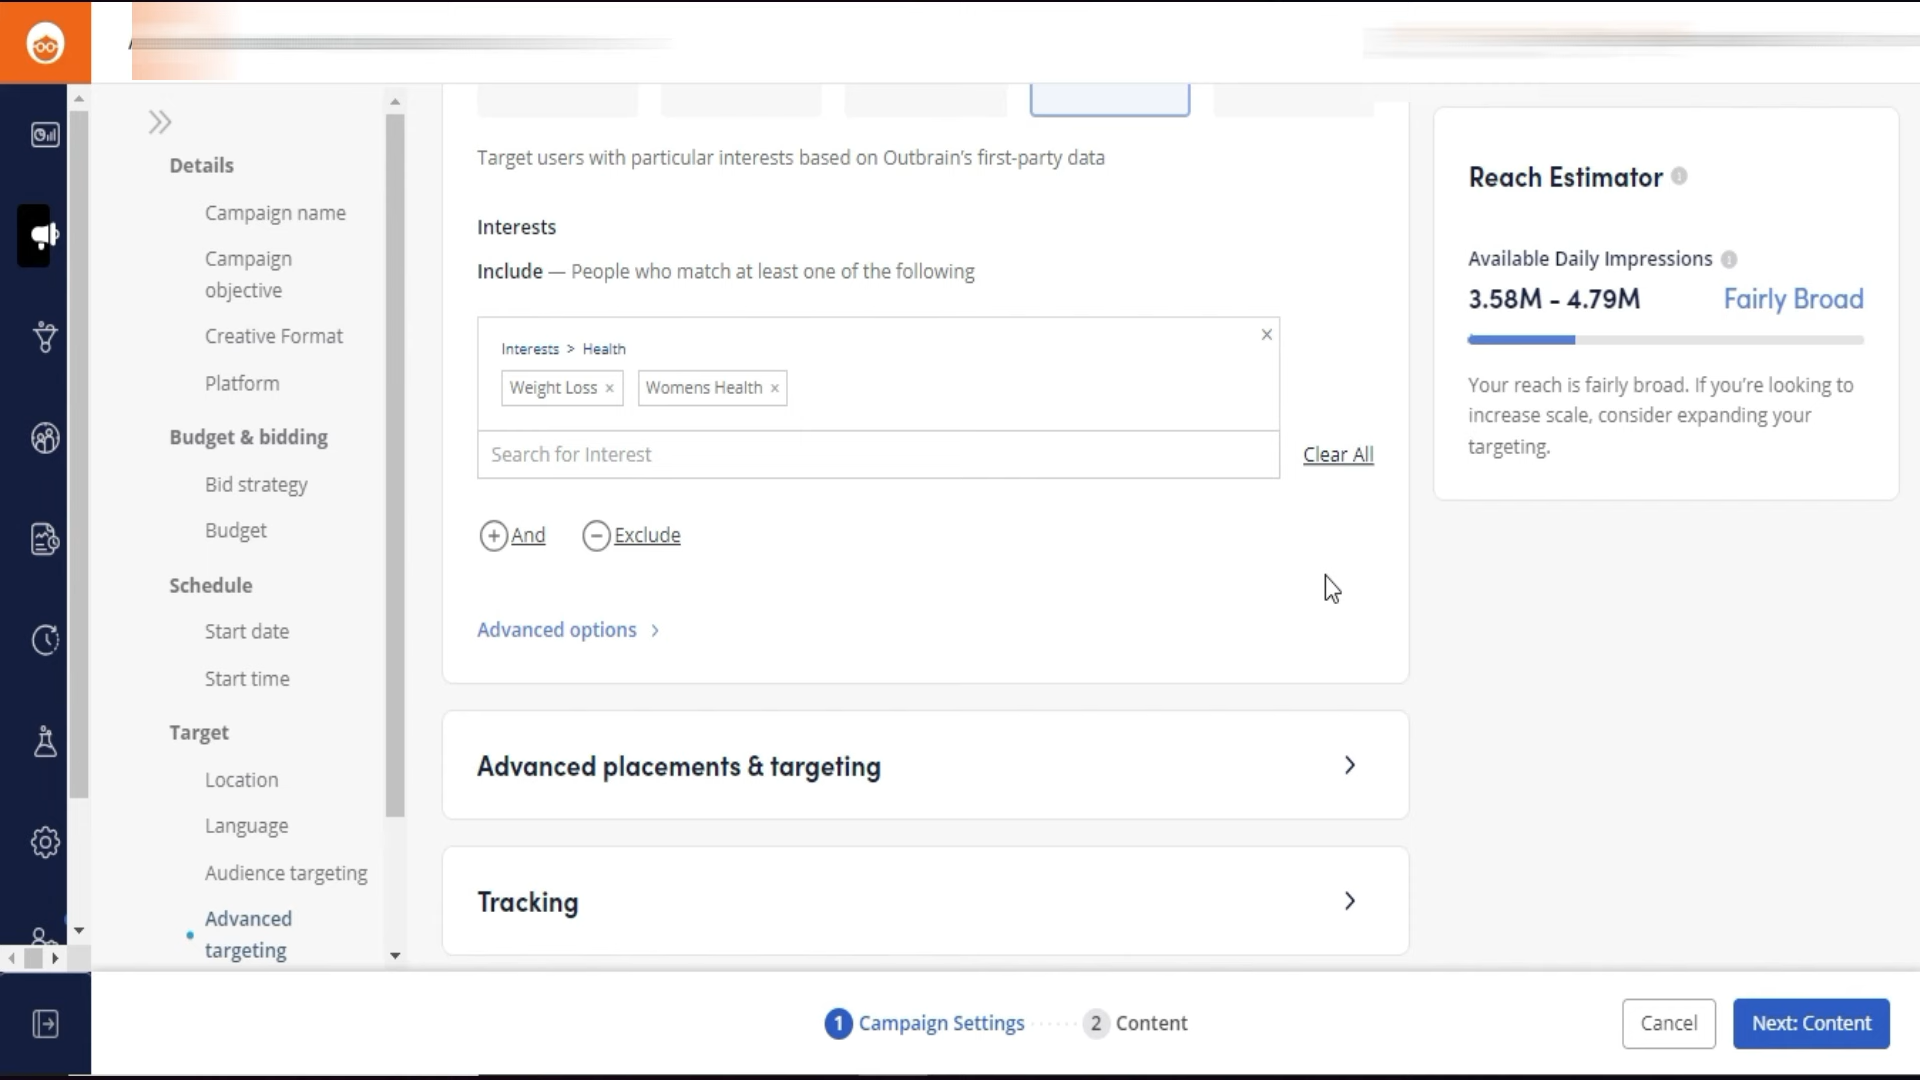 Details
Campaign name
Campaign
objective
Creative Format
Platform
Budget & bidding
Bid strategy
Budget
Schedule
Start date
Start time
Target
Location
Language
Audience targeting
Advanced
targeting
Target users with particular interests based on Outbrain’s first-party data
Interests
Include — People who match at least one of the following
Interests > Health
Weight Loss × Womens Health ×
Search for Interest
Clear All
And Exclude
Advanced options
Advanced placements & targeting
Tracking
Reach Estimator
Available Daily Impressions
3.58M - 4.79M Fairly Broad
Your reach is fairly broad. If you’re looking to
increase scale, consider expanding your
targeting.
1 Campaign Settings 2 Content
Cancel
Next: Content